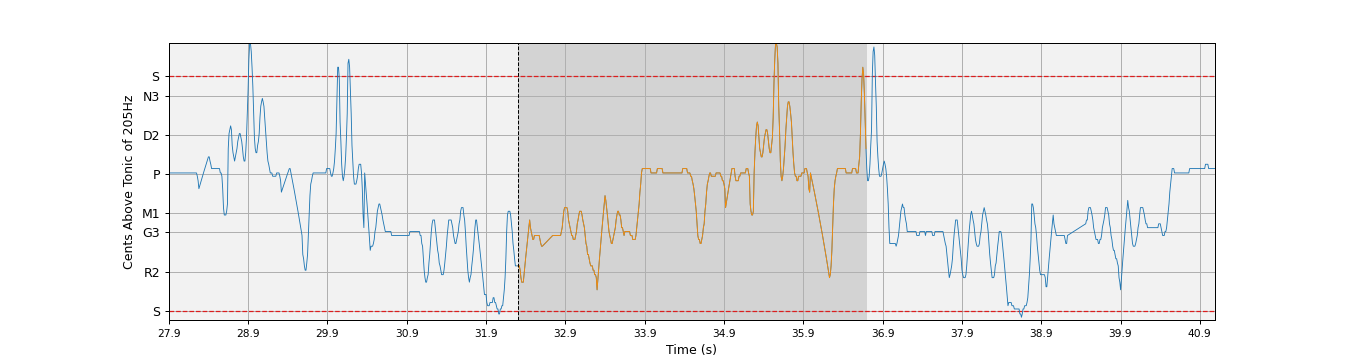 S
N3
D2
P
M1
G3
R2
S
Cents Above Tonic of 205Hz
27.9 28.9 29.9 30.9 31.9 32.9 33.9 34.9 35.9 36.9 37.9 38.9 39.9 40.9
Time (s)